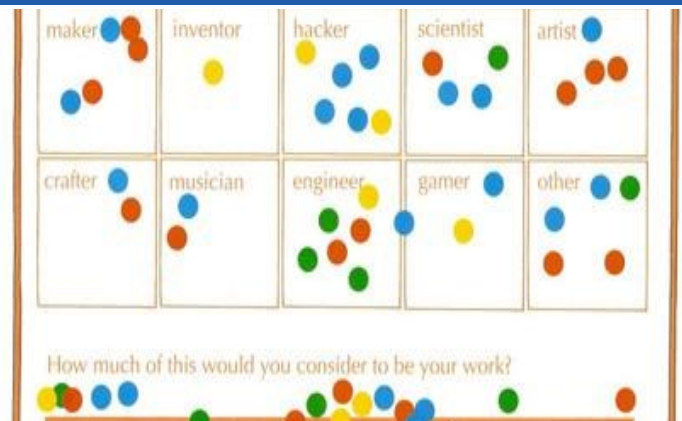 maker inventor hacker scientist artist
crafter musician engineer gamer other
How much of this would you consider to be your work?